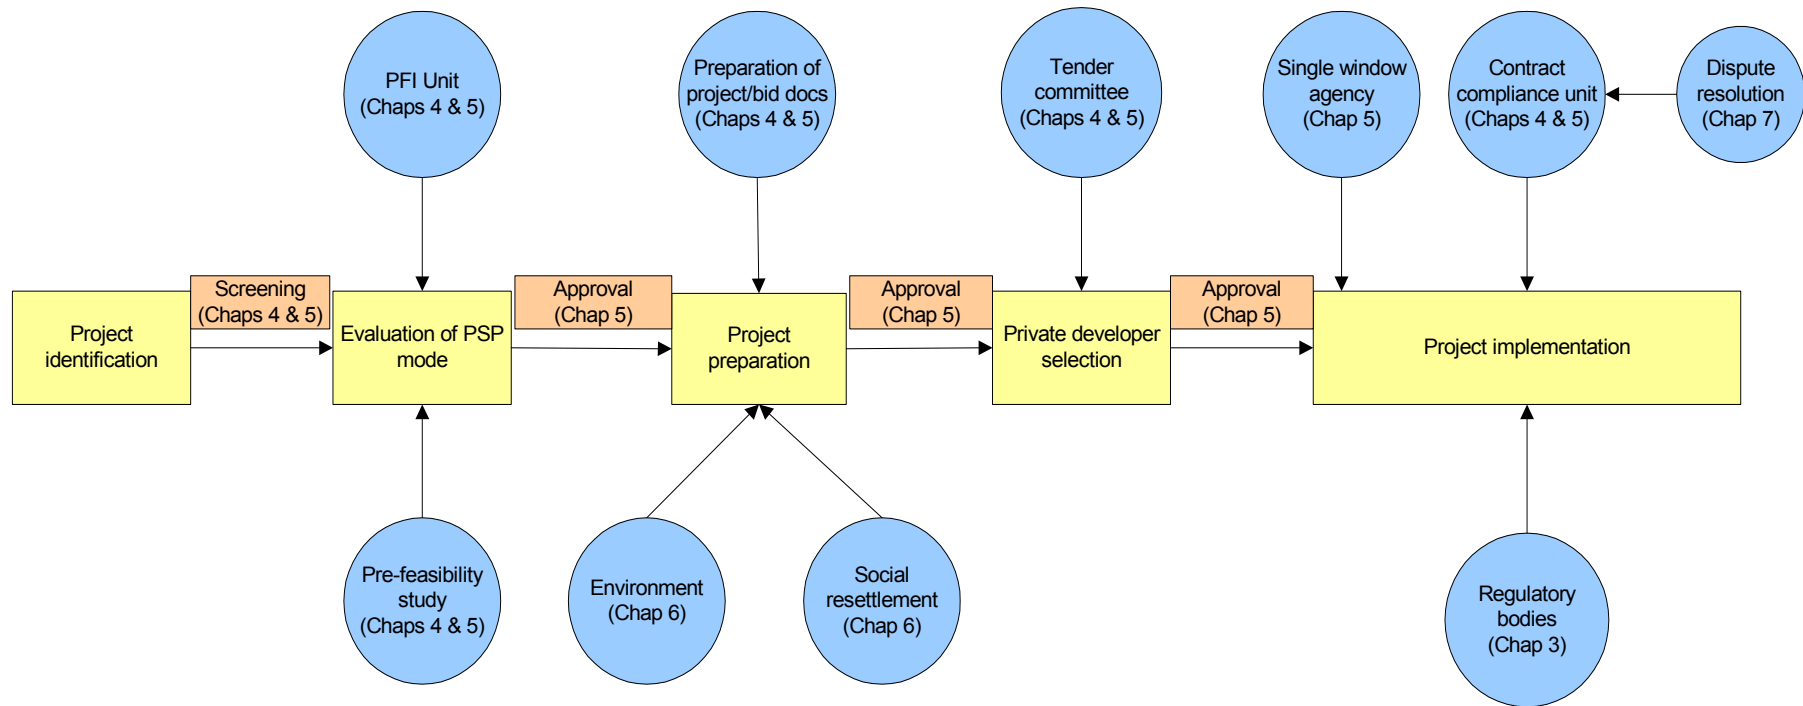 PFI Unit
(Chaps 4 & 5)
Preparation of
project/bid docs
(Chaps 4 & 5)
Tender
committee
(Chaps 4 & 5)
Single window
agency
(Chap 5)
Contract
compliance unit
(Chaps 4 & 5)
Dispute
resolution
(Chap 7)
Project
identification
Screening
(Chaps 4 & 5)
Evaluation of PSP
mode
Approval
(Chap 5)
Project
preparation
Approval
(Chap 5)
Private developer
selection
Approval
(Chap 5)
Project implementation
Pre-feasibility
study
(Chaps 4 & 5)
Environment
(Chap 6)
Social
resettlement
(Chap 6)
Regulatory
bodies
(Chap 3)